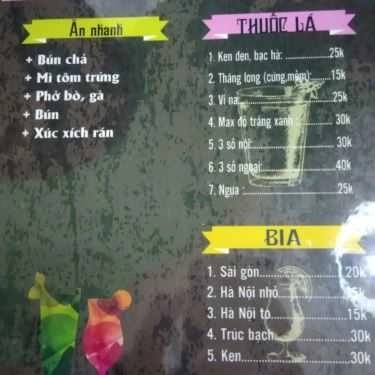 Ăn nhanh
+ Bún chả
+ Mì tôm trứng
+ Phở bò, gà
+ Bún
+ Xúc xích rán
THUỐC LÁ
1. Ken đen, bạc hà: 25k
2. Thăng long (cứng,mềm) 15k
3. Vi na 25k
4. Max đỏ trắng xanh : 30k
5. 3 số nội 30k
6. 3 số ngoại 40k
7. Ngựa : 25k
BIA
1. Sài gòn 20k
2. Hà Nội nhỏ
3. Hà Nội to 15k
4. Trúc bạch 30k
5. Ken 30k